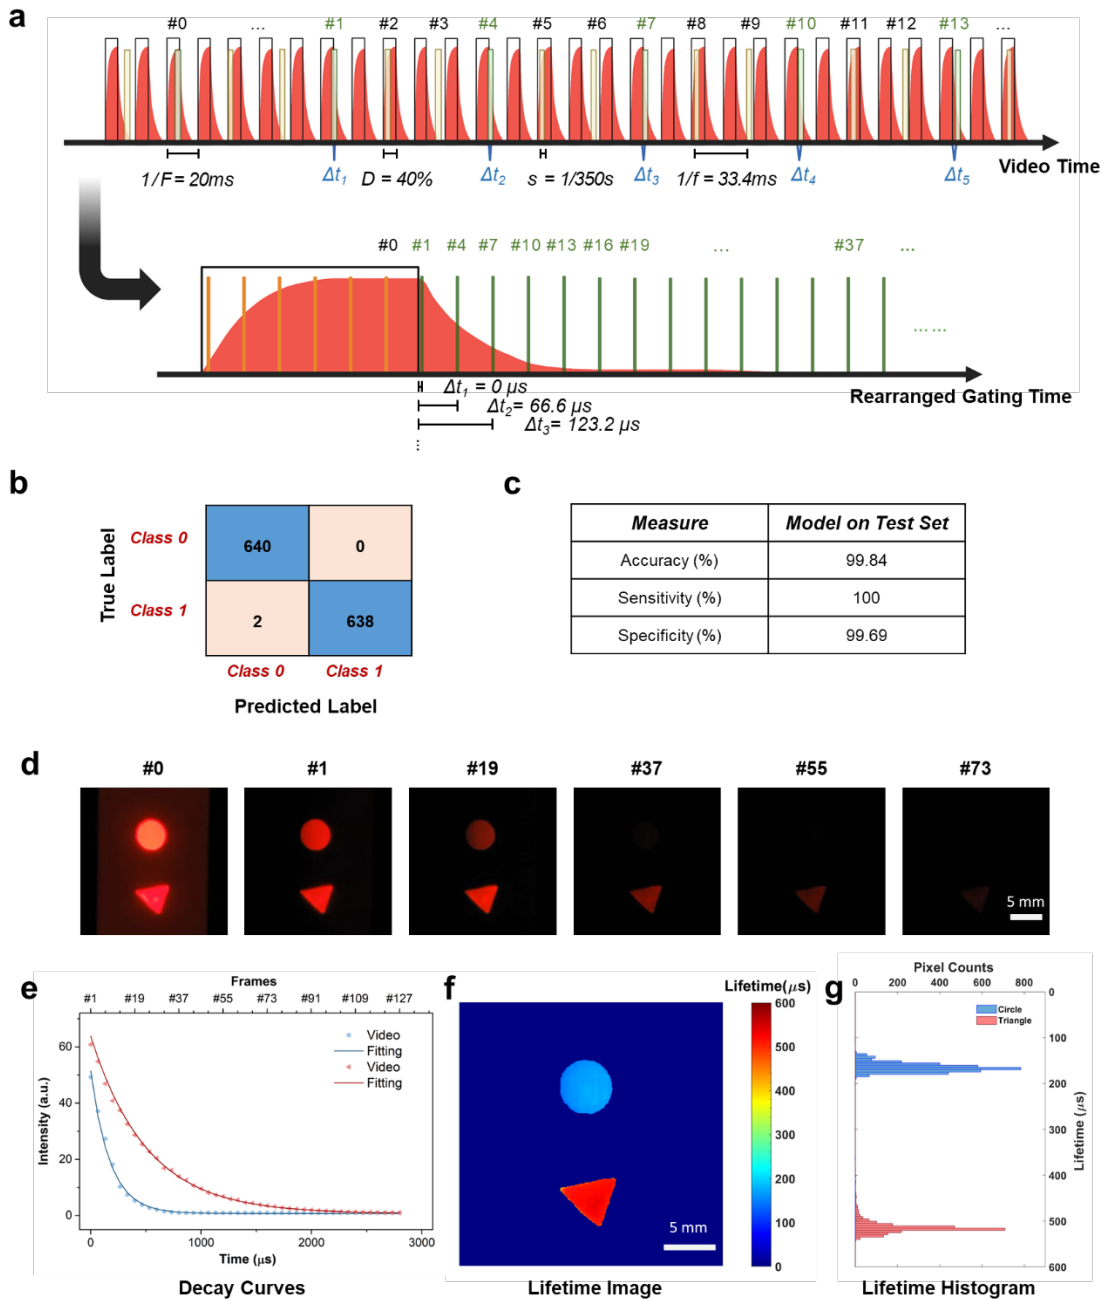 a
#0 ... #1 #2 #3 #4 #5 #6 #7 #8 #9 #10 #11 #12 #13 ...
Video Time
1/F = 20ms Δt1 D = 40% Δt2 s = 1/350s Δt3 1/f = 33.4ms Δt4 Δt5
#0 #1 #4 #7 #10 #13 #16 #19 ... #37 ...
... ...
Rearranged Gating Time
Δt1 = 0 μs
Δt2= 66.6 μs
Δt3= 123.2 μs
...
b
True Label
Class 0
640 0
Class 1
2 638
Class 0 Class 1
Predicted Label
c
Measure Model on Test Set
Accuracy (%) 99.84
Sensitivity (%) 100
Specificity (%) 99.69
d
#0 #1 #19 #37 #55 #73
5 mm
e
Frames
#1 #19 #37 #55 #73 #91 #109 #127
Video
Fitting
Video
Fitting
Intensity (a.u.)
60
40
20
0
0 1000 2000 3000
Time (μs)
Decay Curves
f
Lifetime(μs)
600
500
400
300
200
100
0
5 mm
Lifetime Image
g
Pixel Counts
0 200 400 600 800
Circle
Triangle
0
100
200
300
400
500
600
Lifetime (μs)
Lifetime Histogram